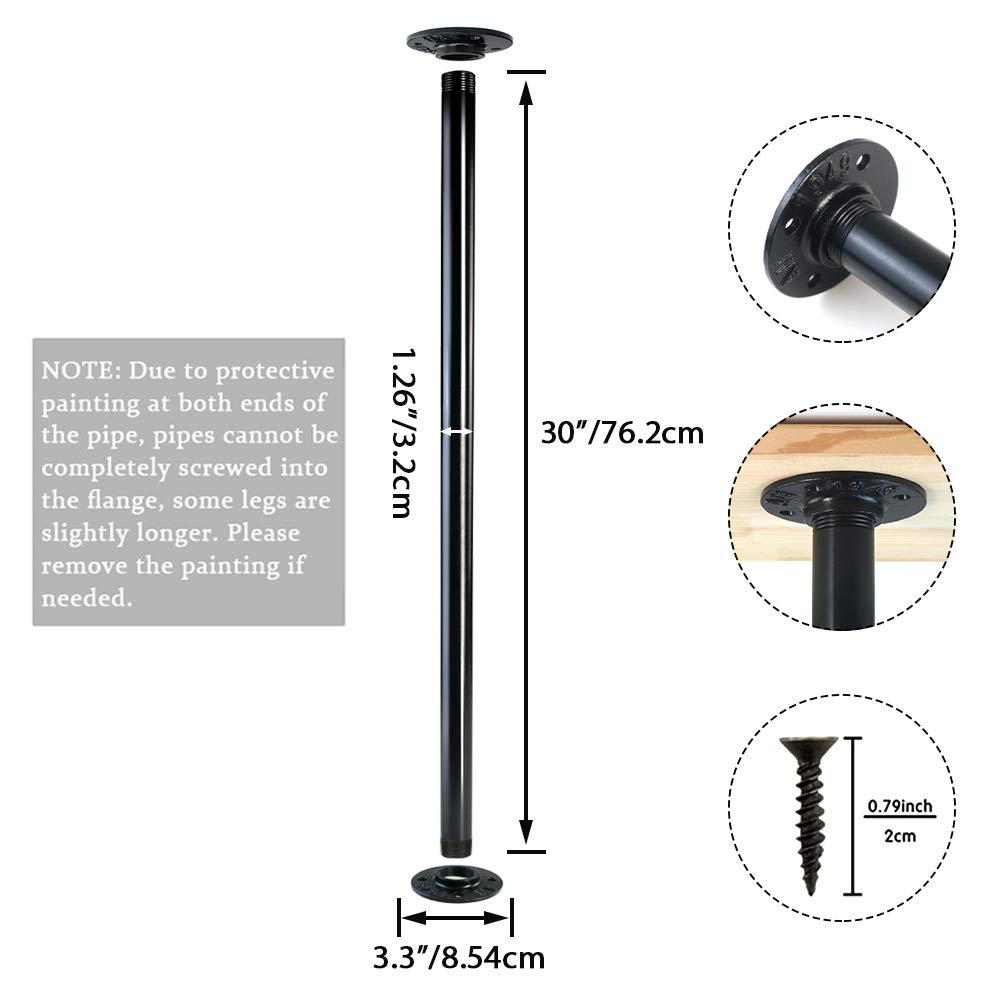 NOTE: Due to protective
painting at both ends of
the pipe, pipes cannot be
completely screwed into
the flange, some legs are
slightly longer. Please
remove the painting if
needed.
1.26″/3.2cm
30″/76.2cm
3.3″/8.54cm
0.79inch
2cm